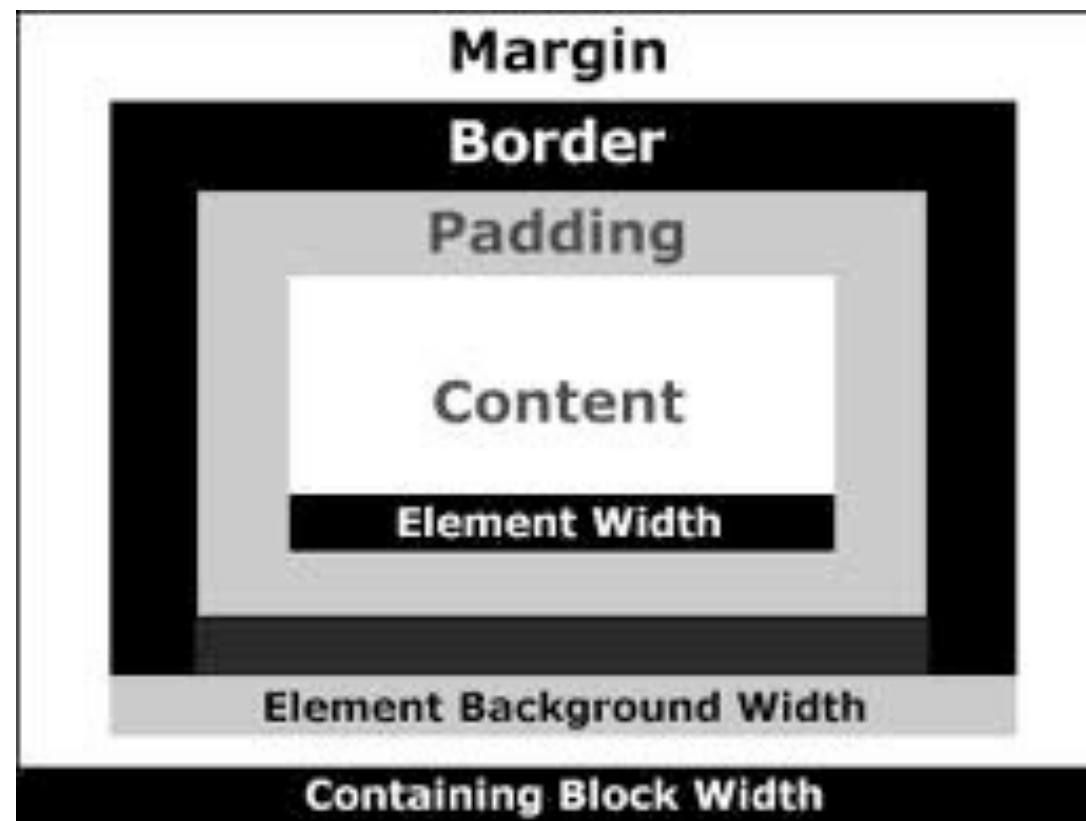 Margin
Border
Padding
Content
Element Width
Element Background Width
Containing Block Width